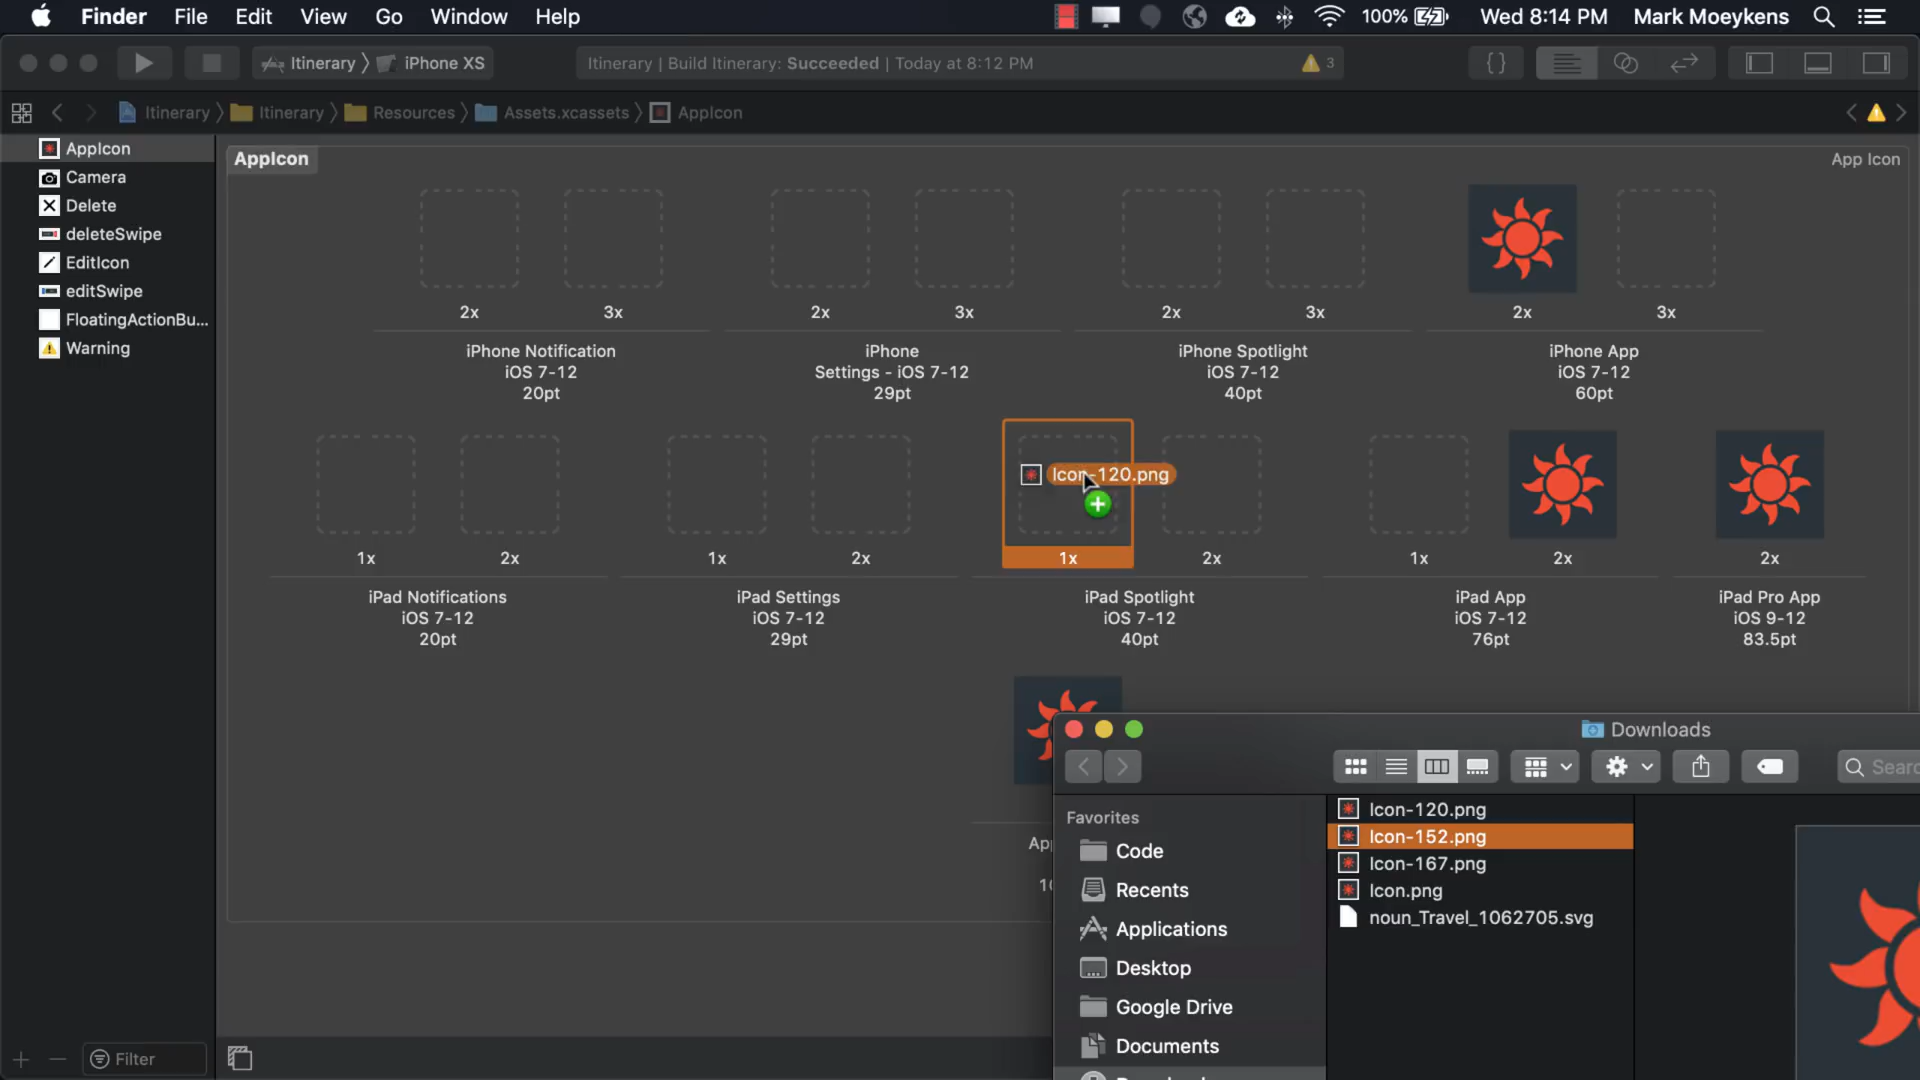 Finder File Edit View Go Window Help 100% Wed 8:14 PM Mark Moeykens
Itinerary iPhone XS Itinerary | Build Itinerary: Succeeded | Today at 8:12 PM 3
Itinerary Itinerary Resources Assets.xcassets AppIcon
AppIcon
Camera
Delete
deleteSwipe
EditIcon
editSwipe
FloatingActionBu...
Warning
AppIcon App Icon
2x 3x 2x 3x 2x 3x 2x 3x
iPhone Notification
iOS 7-12
20pt
iPhone
Settings - iOS 7-12
29pt
iPhone Spotlight
iOS 7-12
40pt
iPhone App
iOS 7-12
60pt
Icon-120.png
1x 2x 1x 2x 1x 2x 1x 2x 2x
iPad Notifications
iOS 7-12
20pt
iPad Settings
iOS 7-12
29pt
iPad Spotlight
iOS 7-12
40pt
iPad App
iOS 7-12
76pt
iPad Pro App
iOS 9-12
83.5pt
Downloads
Favorites
Code
Recents
Applications
Desktop
Google Drive
Documents
Icon-120.png
Icon-152.png
Icon-167.png
Icon.png
noun_Travel_1062705.svg
Filter